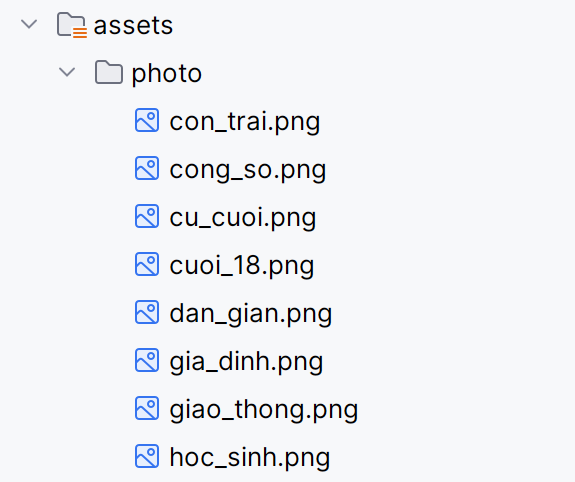 assets
photo
con_trai.png
cong_so.png
cu_cuoi.png
cuoi_18.png
dan_gian.png
gia_dinh.png
giao_thong.png
hoc_sinh.png